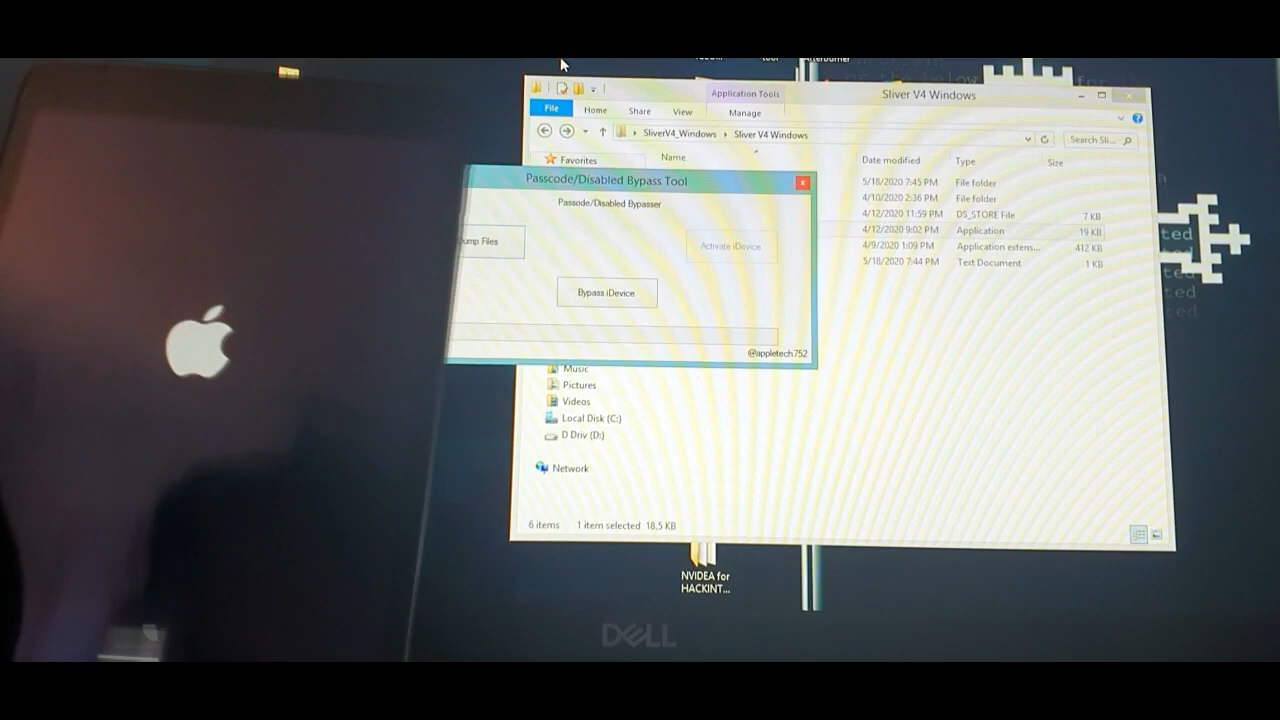 for the
Application Tools
Sliver V4 Windows
File
Home
Share
View
Manage
SliverV4_Windows
Sliver V4 Windows
Search Sli...
Favorites
Name
Date modified
Type
Size
5/18/2020 7:45 PM
File folder
4/10/2020 2:36 PM
File folder
4/12/2020 11:59 PM
DS_STORE File
7 KB
4/12/2020 9:02 PM
Application
19 KB
4/9/2020 1:09 PM
Application extens...
412 KB
5/18/2020 7:44 PM
Text Document
1 KB
Passcode/Disabled Bypass Tool
Passode/Disabled Bypasser
ump Files
Activate iDevice
Bypass iDevice
@appletech752
Music
Pictures
Videos
Local Disk (C:)
D Driv (D:)
Network
6 items
1 item selected 18.5 KB
NVIDEA for
HACKINT...
DELL